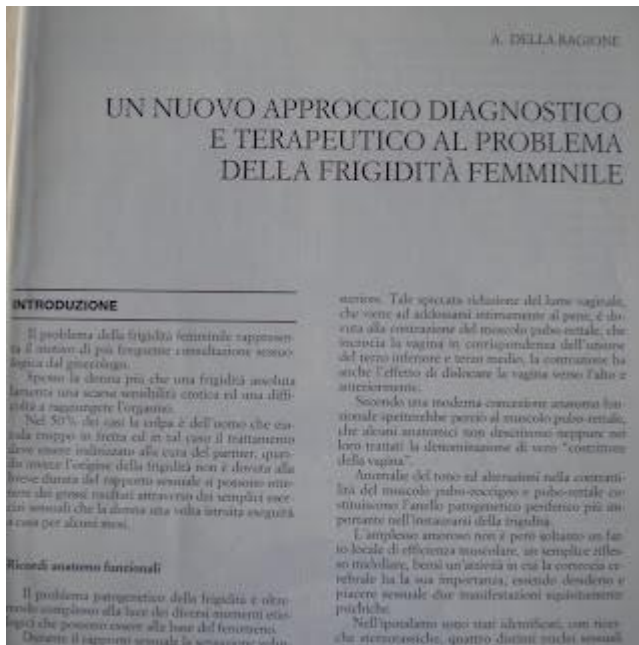 A. DELLA RAGIONE
UN NUOVO APPROCCIO DIAGNOSTICO
E TERAPEUTICO AL PROBLEMA
DELLA FRIGIDITÀ FEMMINILE
INTRODUZIONE
Il problema della frigidità femminile rappresen-
ta il motivo di più frequente consultazione sessuo-
logica dal ginecologo.
Spesso la donna più che una frigidità assoluta
lamenta una scarsa sensibilità erotica ed una diffi-
coltà a raggiungere l'orgasmo.
Nel 50% dei casi la colpa è dell'uomo che eia-
cula troppo in fretta ed in tal caso il trattamento
deve essere indirizzato alla cura del partner, quan-
do invece l'origine della frigidità non è dovuta alla
breve durata del rapporto sessuale si possono otte-
nere dei grossi risultati attraverso dei semplici eser-
cizi sessuali che la donna una volta istruita eseguirà
a casa per alcuni mesi.
Ricordi anatomo funzionali
Il problema patogenetico della frigidità è oltre-
modo complesso alla luce dei diversi momenti etio-
logici che possono essere alla base del fenomeno.
Durante il rapporto sessuale la sensazione
steriore. Tale spiccata riduzione del lume vaginale,
che viene ad addossarsi intimamente al pene, è do-
vuta alla contrazione del muscolo pubo-rettale, che
incrocia la vagina in corrispondenza dell'unione
del terzo inferiore e terzo medio, la contrazione ha
anche l'effetto di dislocare la vagina verso l'alto e
anteriormente.
Secondo una moderna concezione anatomo fun-
zionale spetterebbe perciò al muscolo pubo-rettale,
che alcuni anatomici non descrivono neppure nei
loro trattati la denominazione di vero "costrittore
della vagina".
Anomalie del tono ed alterazioni nella contratti-
lità del muscolo pubo-coccigeo e pubo-rettale co-
stituiscono l'anello patogenetico periferico più im-
portante nell'instaurarsi della frigidità.
L'amplesso amoroso non è però soltanto un fat-
to locale di efficienza muscolare, un semplice rifles-
so midollare, bensì un'attività in cui la corteccia ce-
rebrale ha la sua importanza, essendo desiderio e
piacere sessuale due manifestazioni squisitamente
psichiche.
Nell'ipotalamo sono stati identificati, con ricer-
che stereotassiche, quattro distinti nuclei sessuali